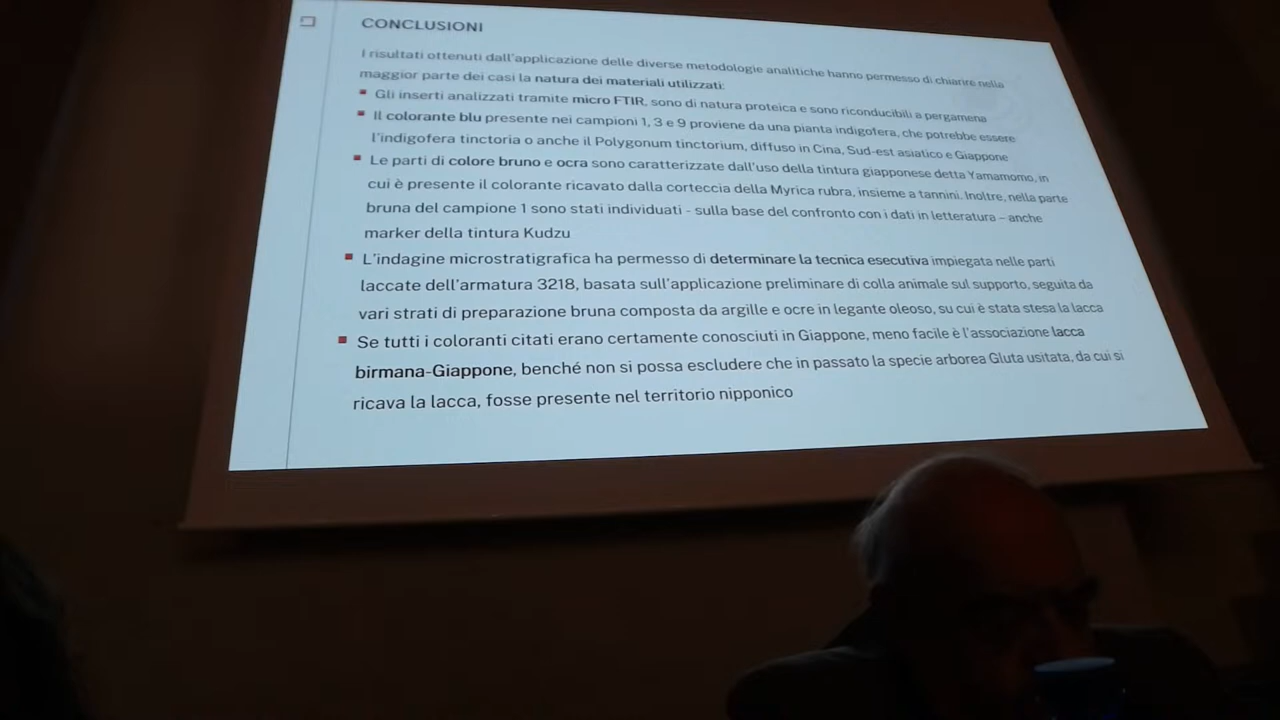 CONCLUSIONI
I risultati ottenuti dall'applicazione delle diverse metodologie analitiche hanno permesso di chiarire nella
maggior parte dei casi la natura dei materiali utilizzati:
Gli inserti analizzati tramite micro FTIR, sono di natura proteica e sono riconducibili a pergamena
Il colorante blu presente nei campioni 1, 3 e 9 proviene da una pianta indigofera, che potrebbe essere
l'indigofera tinctoria o anche il Polygonum tinctorium, diffuso in Cina, Sud-est asiatico e Giappone
Le parti di colore bruno e ocra sono caratterizzate dall'uso della tintura giapponese detta Yamamomo, in
cui è presente il colorante ricavato dalla corteccia della Myrica rubra, insieme a tannini. Inoltre, nella parte
bruna del campione 1 sono stati individuati - sulla base del confronto con i dati in letteratura – anche
marker della tintura Kudzu
L'indagine microstratigrafica ha permesso di determinare la tecnica esecutiva impiegata nelle parti
laccate dell'armatura 3218, basata sull'applicazione preliminare di colla animale sul supporto, seguita da
vari strati di preparazione bruna composta da argille e ocre in legante oleoso, su cui è stata stesa la lacca
Se tutti i coloranti citati erano certamente conosciuti in Giappone, meno facile è l'associazione lacca
birmana-Giappone, benché non si possa escludere che in passato la specie arborea Gluta usitata, da cui si
ricava la lacca, fosse presente nel territorio nipponico